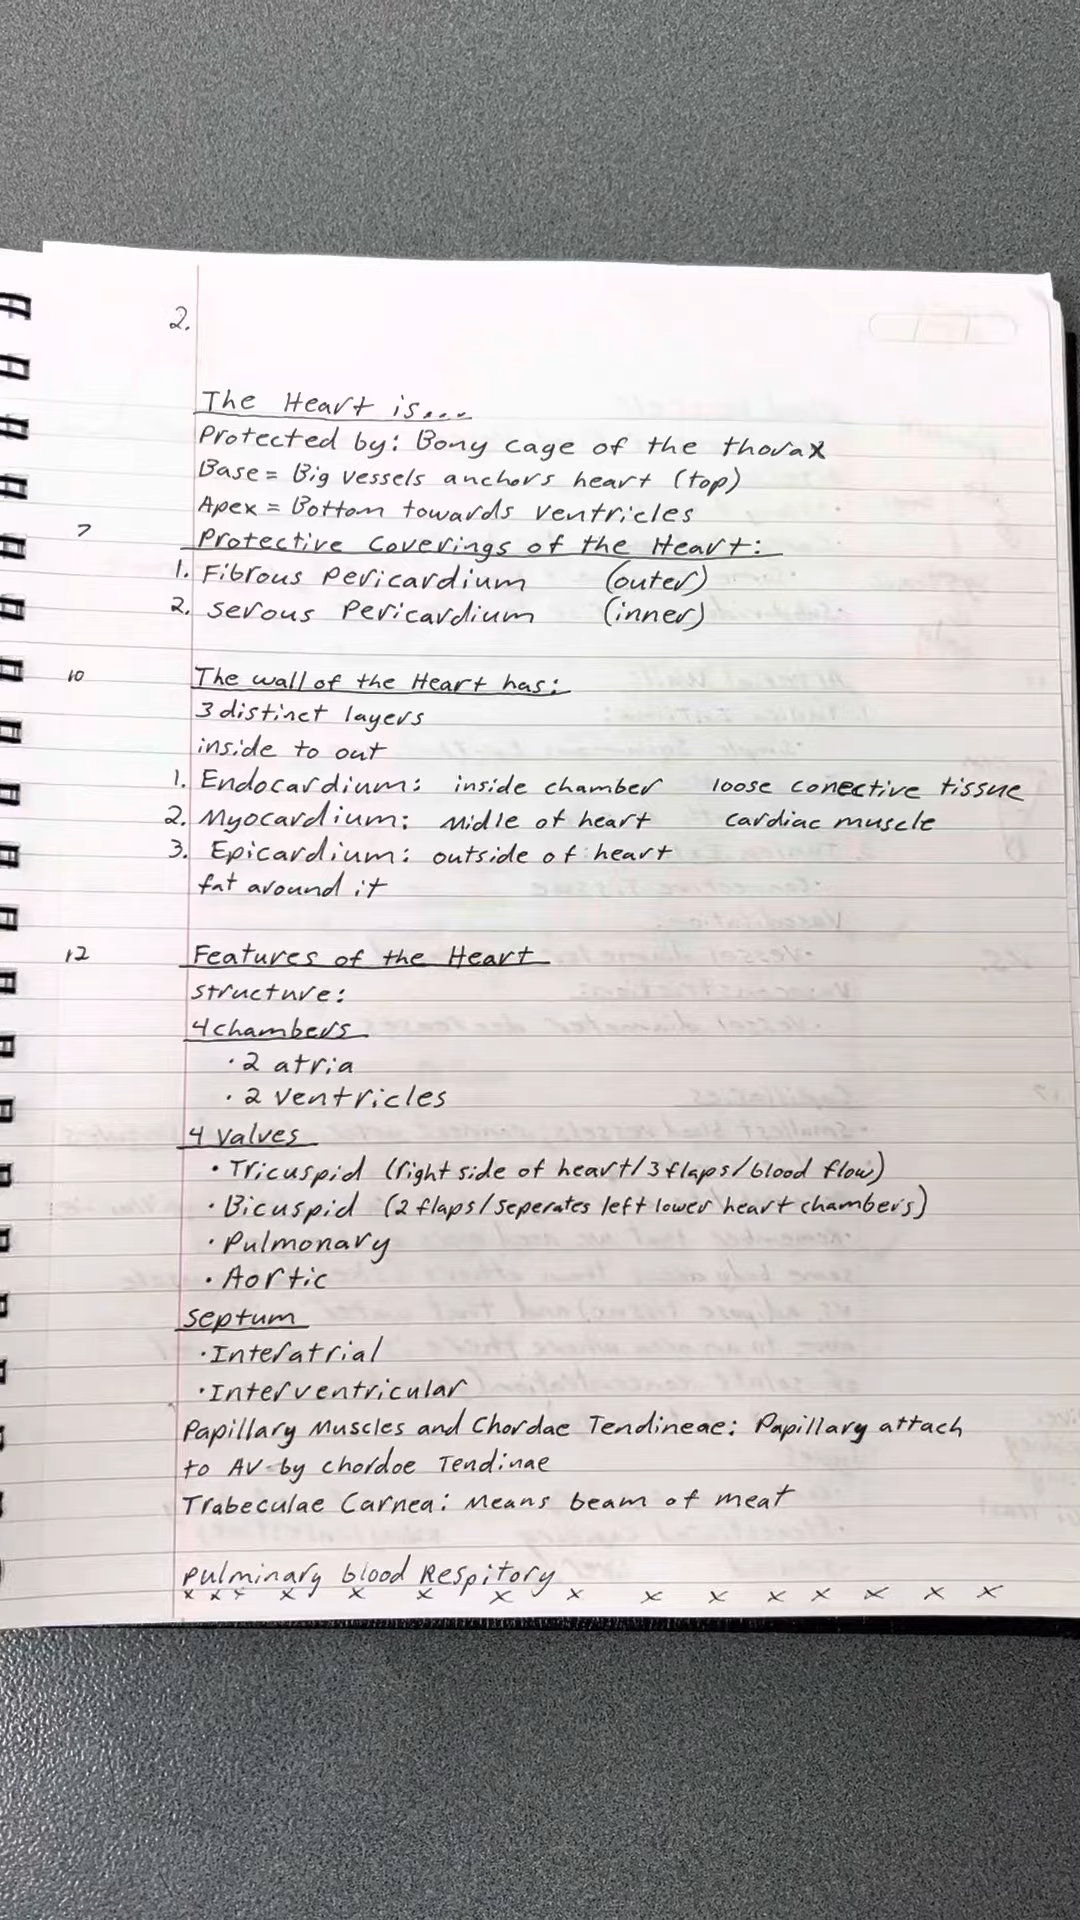 2.
The Heart is...
Protected by: Bony cage of the thorax
Base = Big vessels anchors heart (top)
Apex = Bottom towards ventricles
7 Protective Coverings of the Heart:
1. Fibrous Pericardium (outer)
2. Serous Pericardium (inner)
10 The wall of the Heart has:
3 distinct layers
inside to out
1. Endocardium: inside chamber loose conective tissue
2. Myocardium: Midle of heart cardiac muscle
3. Epicardium: outside of heart
fat around it
12 Features of the Heart
structure:
4 chambers
• 2 atria
• 2 ventricles
4 valves
• Tricuspid (right side of heart/3 flaps/blood flow)
• Bicuspid (2 flaps/seperates left lower heart chambers)
• Pulmonary
• Aortic
Septum
• Interatrial
• Interventricular
Papillary Muscles and Chordae Tendineae: Papillary attach
to AV by chordoe Tendinae
Trabeculae Carnea: Means beam of meat
Pulminary blood Respitory
x x x x x x x x x x x x x x x